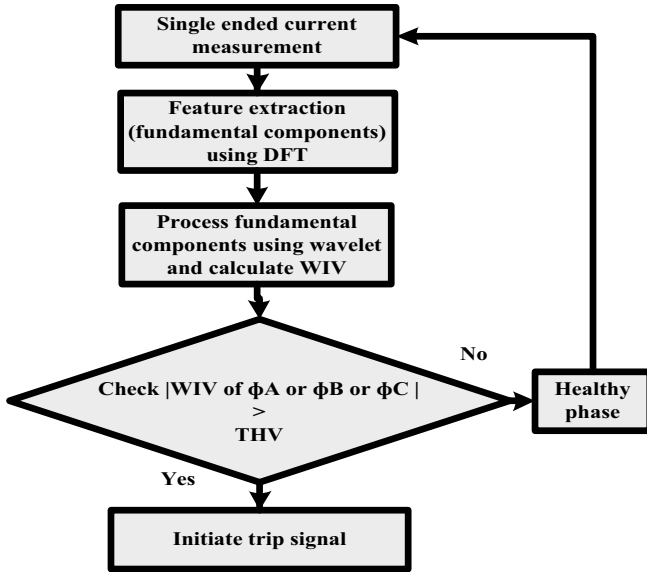 Single ended current
measurement
Feature extraction
(fundamental components)
using DFT
Process fundamental
components using wavelet
and calculate WIV
No
Check |WIV of ϕA or ϕB or ϕC |
>
THV
Healthy
phase
Yes
Initiate trip signal